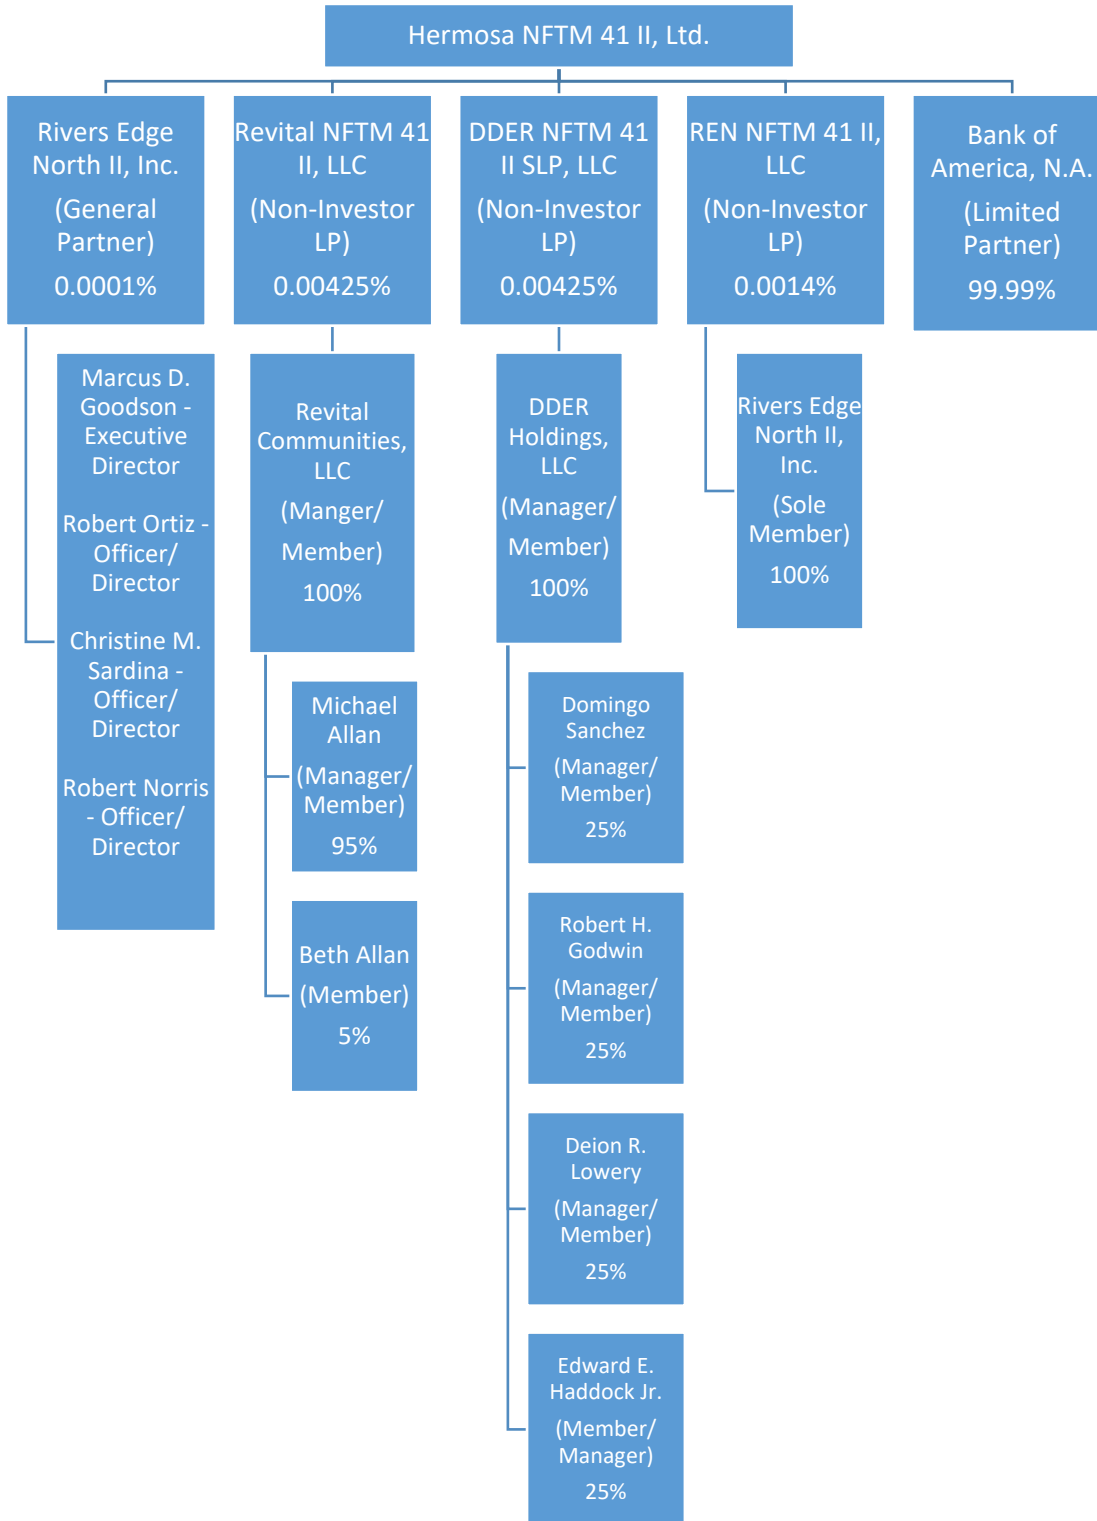 Hermosa NFTM 41 II, Ltd.
Rivers Edge
North II, Inc.
(General
Partner)
0.0001%
Revital NFTM 41
II, LLC
(Non-Investor
LP)
0.00425%
DDER NFTM 41
II SLP, LLC
(Non-Investor
LP)
0.00425%
REN NFTM 41 II,
LLC
(Non-Investor
LP)
0.0014%
Bank of
America, N.A.
(Limited
Partner)
99.99%
Marcus D.
Goodson -
Executive
Director
Robert Ortiz -
Officer/
Director
Christine M.
Sardina -
Officer/
Director
Robert Norris
- Officer/
Director
Revital
Communities,
LLC
(Manger/
Member)
100%
Michael
Allan
(Manager/
Member)
95%
Beth Allan
(Member)
5%
DDER
Holdings,
LLC
(Manager/
Member)
100%
Domingo
Sanchez
(Manager/
Member)
25%
Robert H.
Godwin
(Manager/
Member)
25%
Deion R.
Lowery
(Manager/
Member)
25%
Edward E.
Haddock Jr.
(Member/
Manager)
25%
Rivers Edge
North II,
Inc.
(Sole
Member)
100%